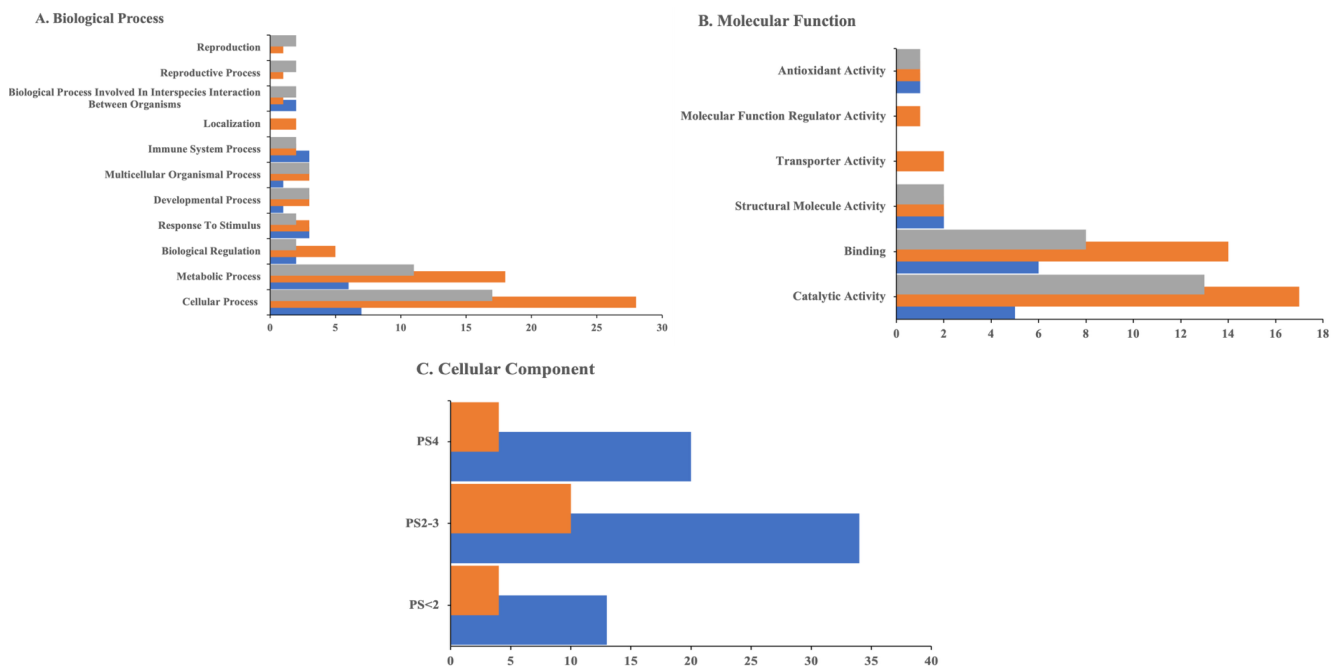 A. Biological Process
Reproduction
Reproductive Process
Biological Process Involved In Interspecies Interaction
Between Organisms
Localization
Immune System Process
Multicellular Organismal Process
Developmental Process
Response To Stimulus
Biological Regulation
Metabolic Process
Cellular Process
0 5 10 15 20 25 30
B. Molecular Function
Antioxidant Activity
Molecular Function Regulator Activity
Transporter Activity
Structural Molecule Activity
Binding
Catalytic Activity
0 2 4 6 8 10 12 14 16 18
C. Cellular Component
PS4
PS2-3
PS<2
0 5 10 15 20 25 30 35 40